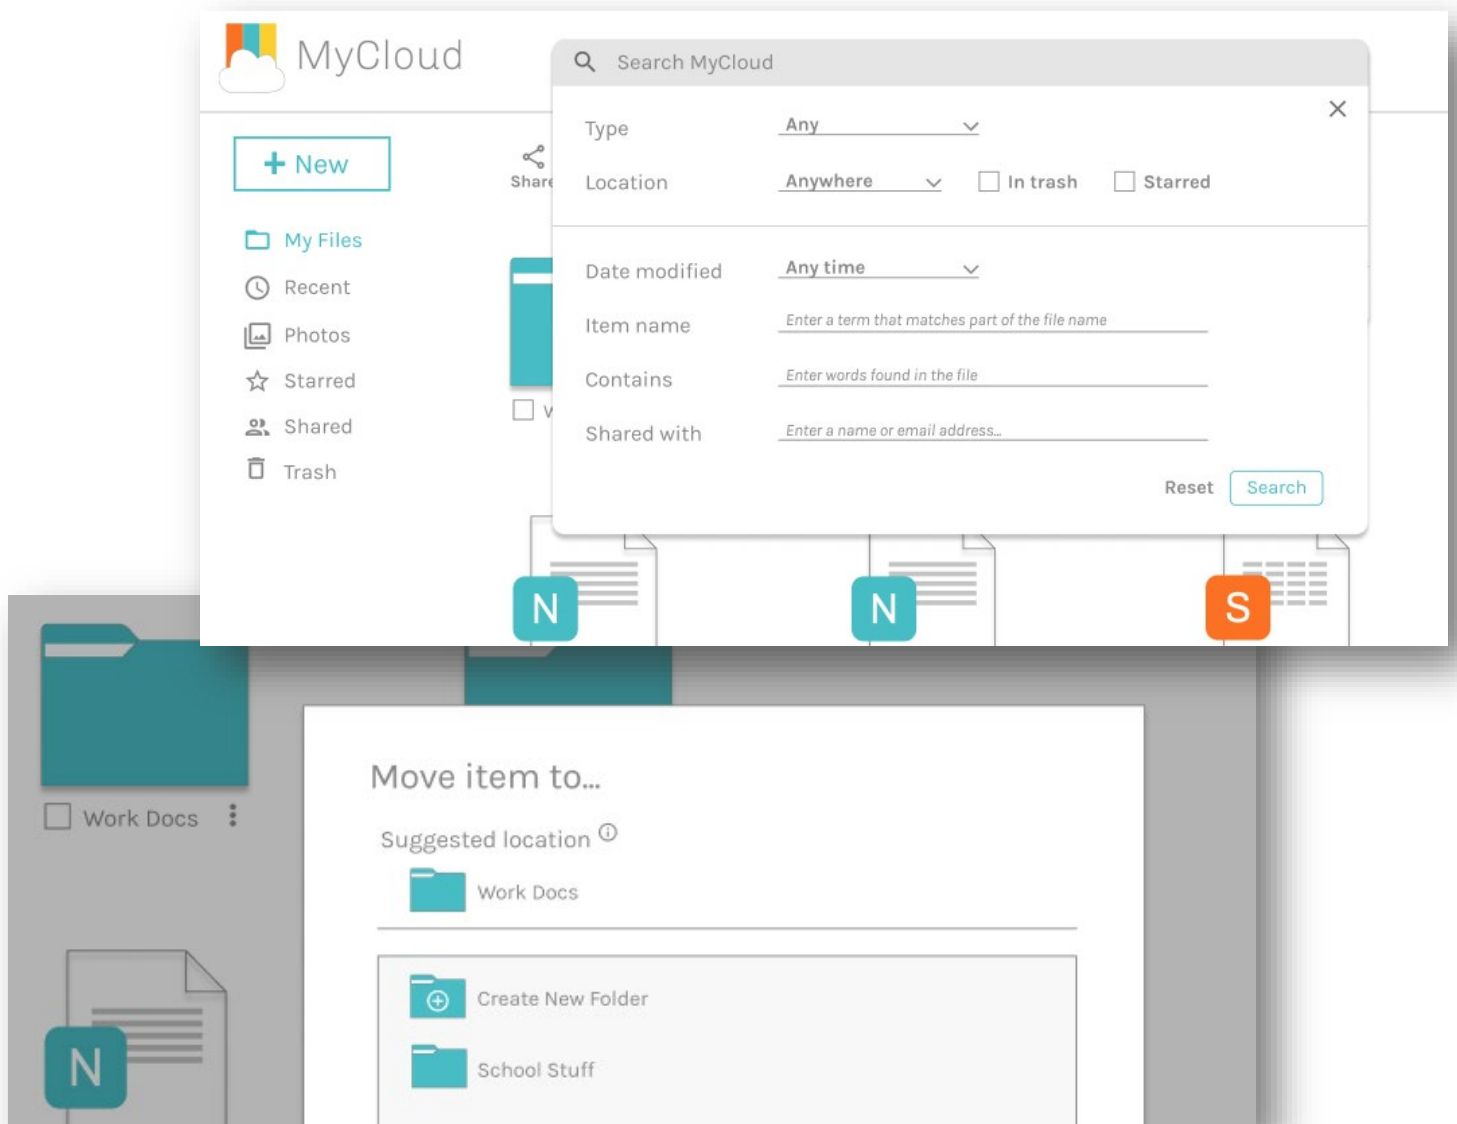 MyCloud
Search MyCloud
Type Any
+ New
Share
Location Anywhere In trash Starred
My Files
Recent
Photos
Starred
Shared
Trash
Date modified Any time
Item name Enter a term that matches part of the file name
Contains Enter words found in the file
Shared with Enter a name or email address...
Reset Search
N
N
S
Work Docs
N
Move item to...
Suggested location
Work Docs
Create New Folder
School Stuff